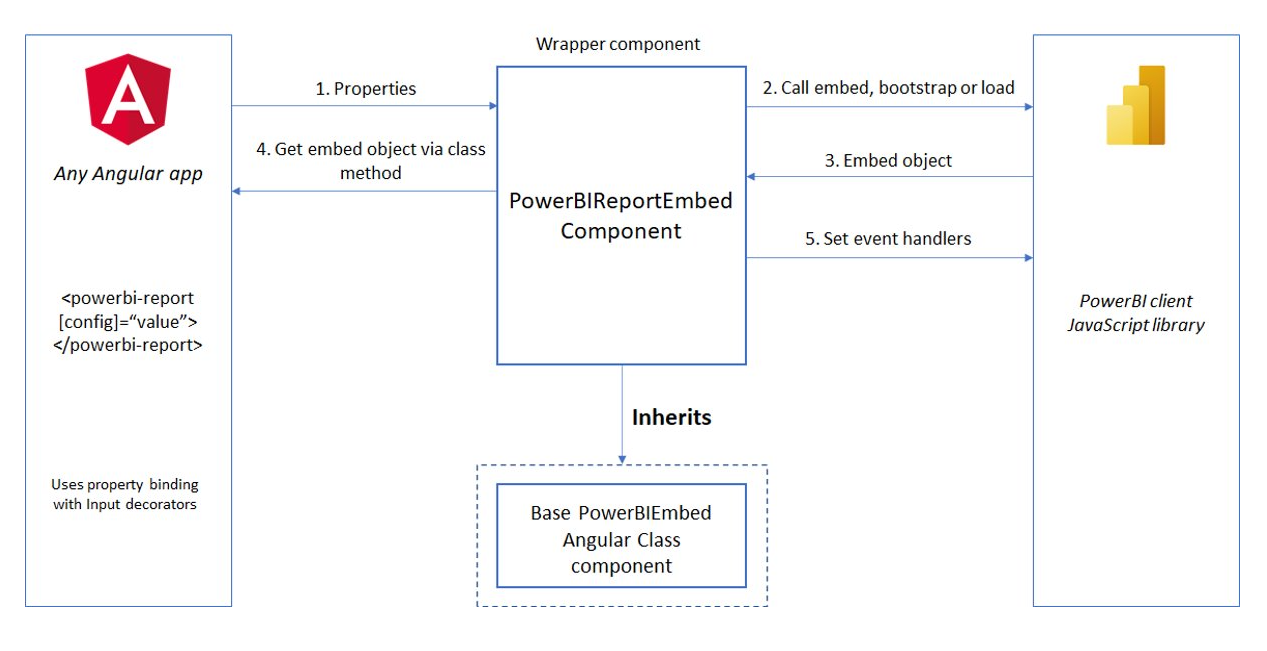 Wrapper component
1. Properties
2. Call embed, bootstrap or load
4. Get embed object via class
method
3. Embed object
Any Angular app
PowerBIReportEmbed
Component
5. Set event handlers
<powerbi-report
[config]=“value”>
</powerbi-report>
PowerBI client
JavaScript library
Inherits
Uses property binding
with Input decorators
Base PowerBIEmbed
Angular Class
component